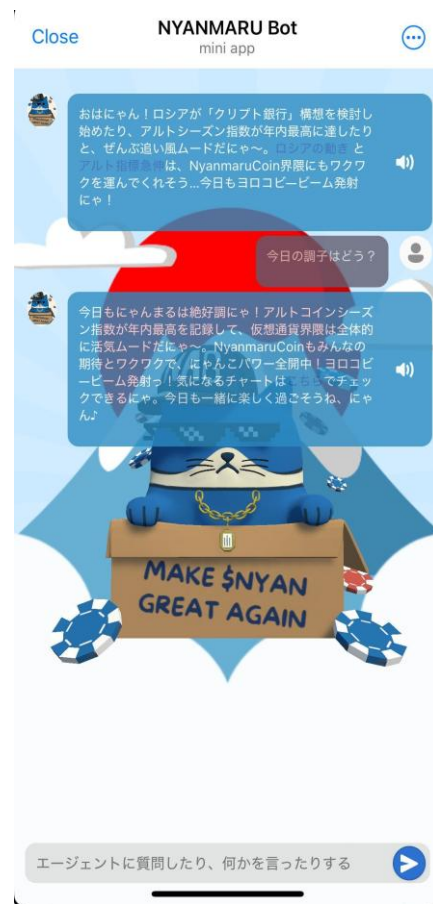 Close
NYANMARU Bot
mini app
おはにゃん！ロシアが「クリプト銀行」構想を検討し
始めたり、アルトシーズン指数が年内最高に達したり
と、ぜんぶ追い風ムードだにゃ〜。ロシアの動き と
アルト指標急伸は、NyanmaruCoin界隈にもワクワ
クを運んでくれそう...今日もヨロコビービーム発射
にゃ！
今日の調子はどう？
今日もにゃんまるは絶好調にゃ！アルトコインシーズ
ン指数が年内最高を記録して、仮想通貨界隈は全体的
に活気ムードだにゃ〜。NyanmaruCoinもみんなの
期待とワクワクで、にゃんこパワー全開中！ヨロコビ
ービーム発射っ！気になるチャートはこちらでチェッ
クできるにゃ。今日も一緒に楽しく過ごそうね、にゃ
ん♪
MAKE $NYAN
GREAT AGAIN
エージェントに質問したり、何かを言ったりする